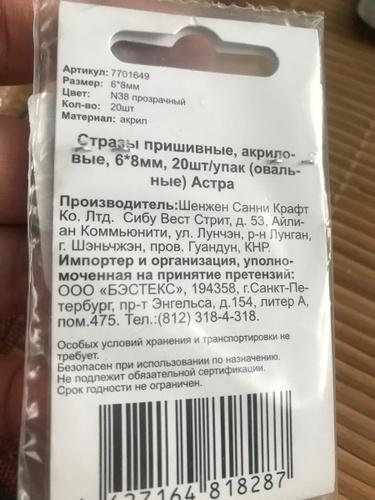 Артикул: 7701649
Размер: 6*8мм
Цвет: N38 прозрачный
Кол-во: 20шт
Материал: акрил
Стразы пришивные, акрило-
вые, 6*8мм, 20шт/упак (оваль-
ные) Астра
Производитель:Шенжен Санни Крафт
Ко. Лтд. Сибу Вест Стрит, д. 53, Айли-
ан Коммьюнити, ул. Лунчэн, р-н Лунган,
г. Шэньчжэн, пров. Гуандун, КНР.
Импортер и организация, уполно-
моченная на принятие претензий:
ООО «БЭСТЕКС», 194358, г.Санкт-Пе-
тербург, пр-т Энгельса, д.154, литер А,
пом.475. Тел.:(812) 318-4-318.
Особых условий хранения и транспортировки не
требует.
Безопасен при использовании по назначению.
Не подлежит обязательной сертификации.
Срок годности не ограничен.
627164 818287